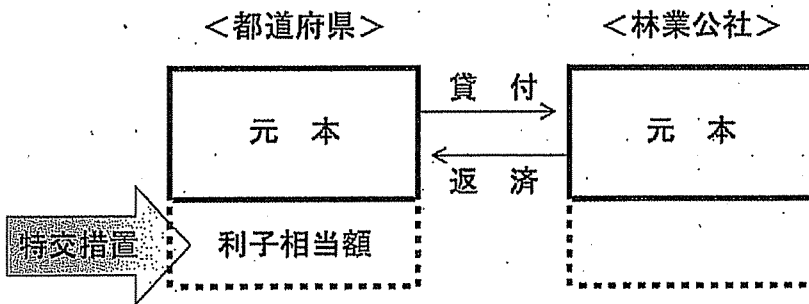 ＜都道府県＞
＜林業公社＞
元　本
貸　付
元　本
返　済
特交措置
利子相当額